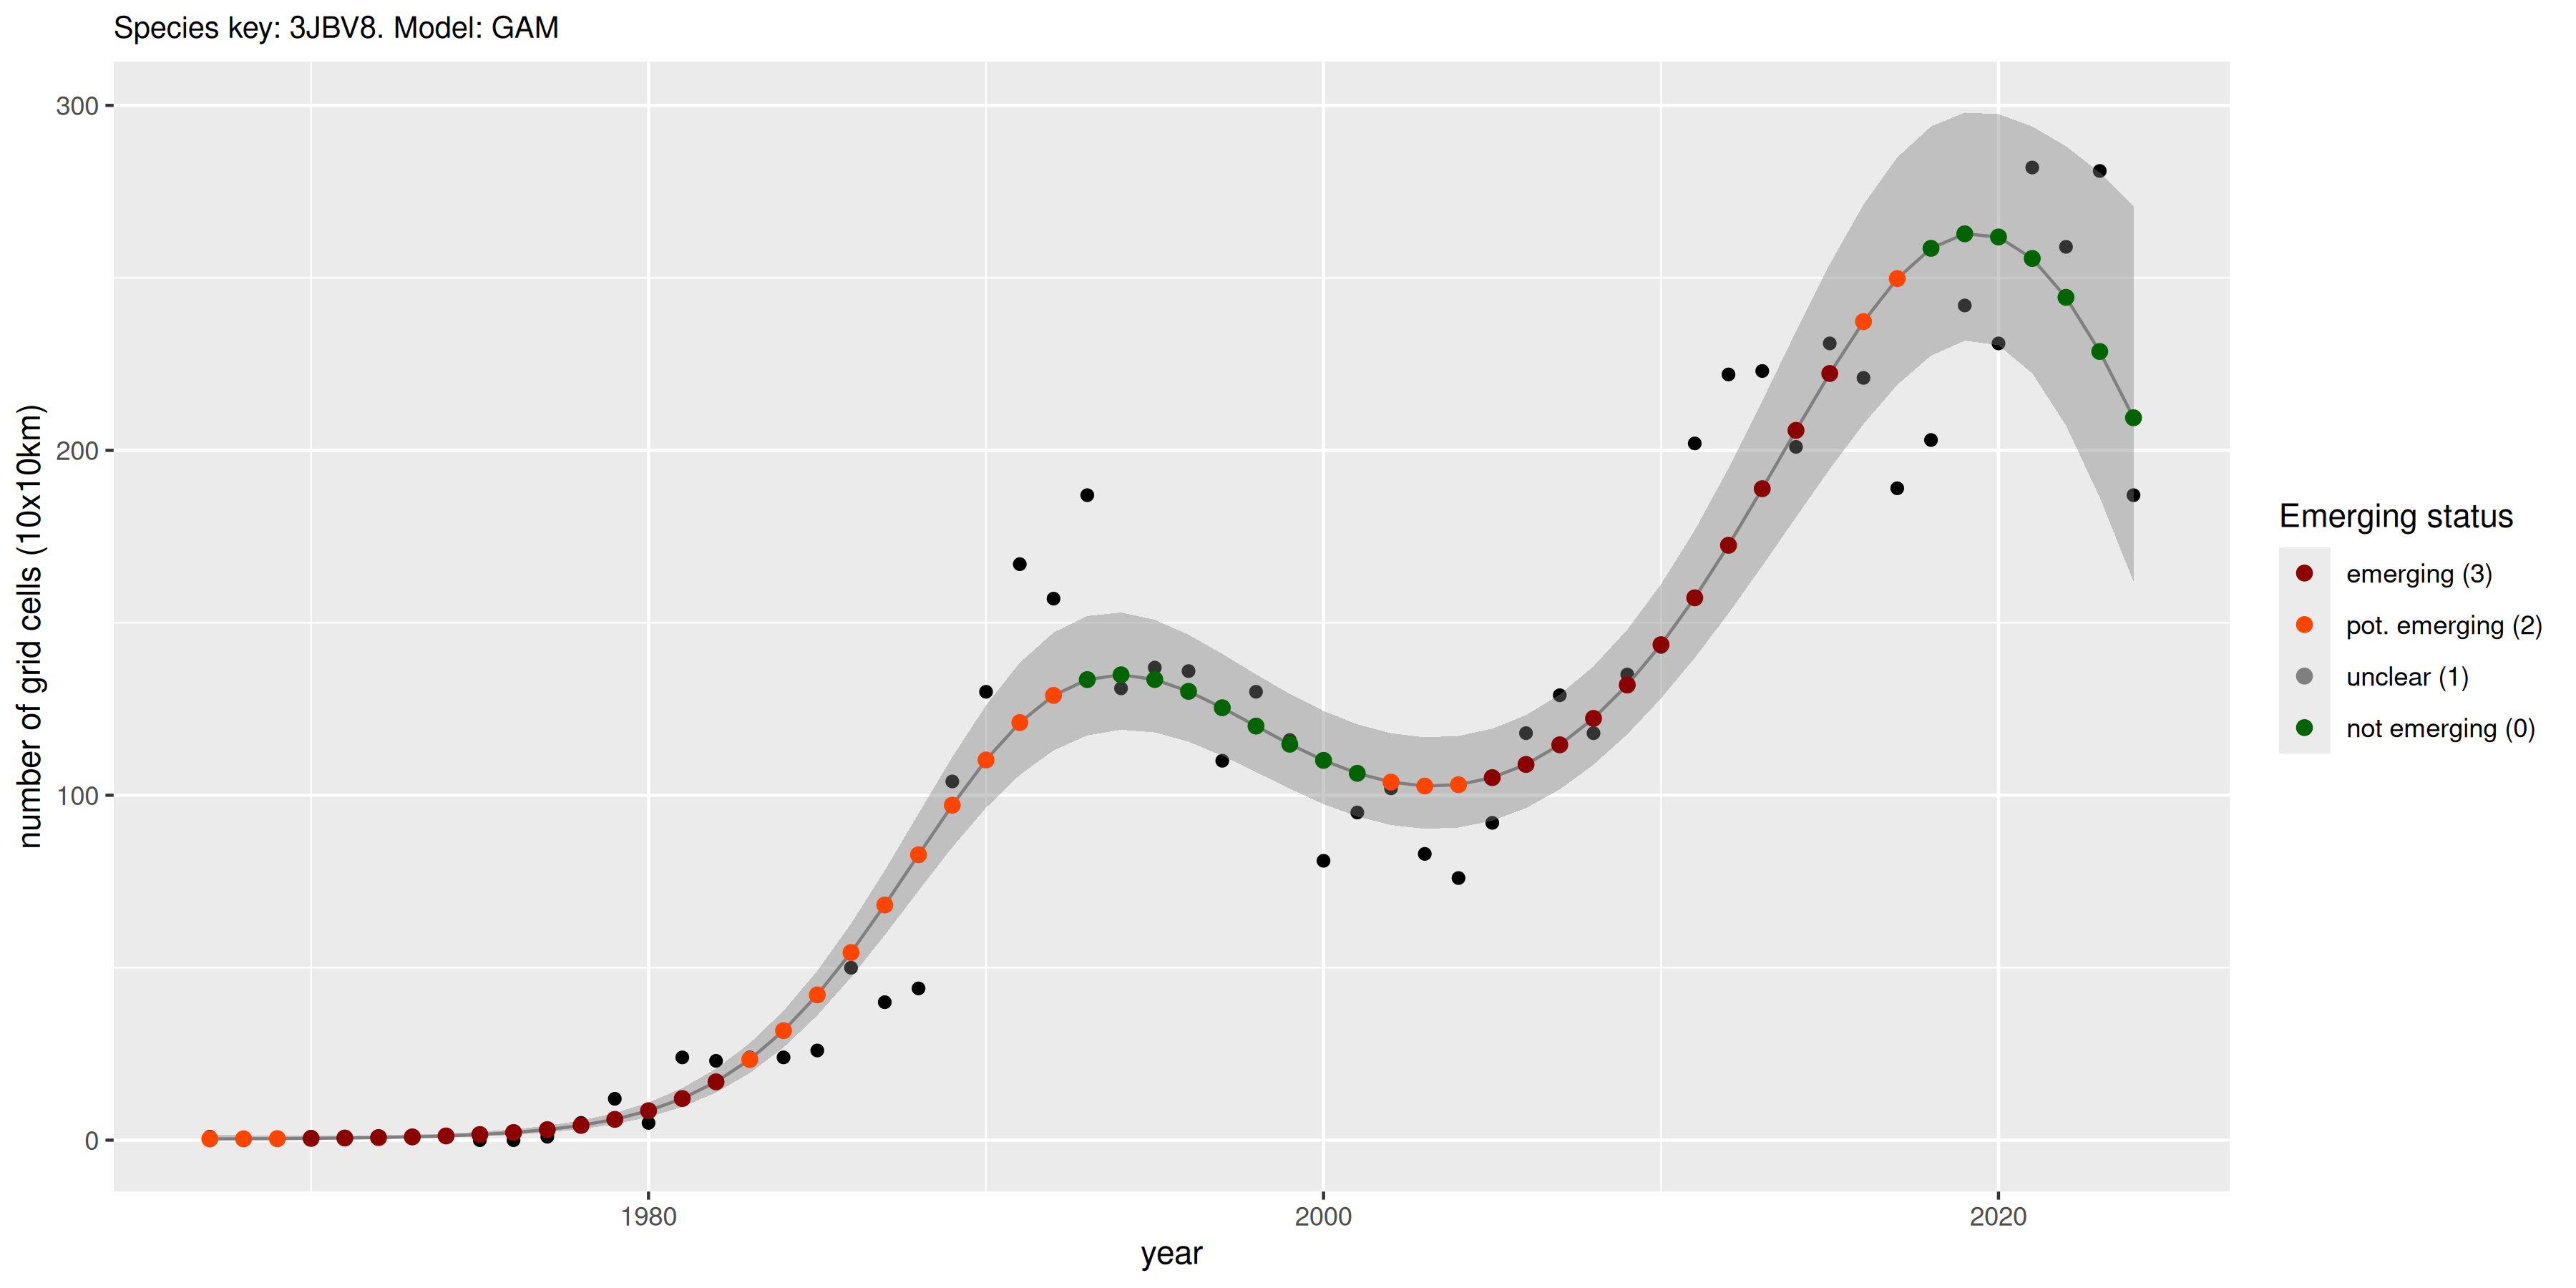 Species key: 3JBV8. Model: GAM
300
200
100
0
number of grid cells (10x10km)
1980
2000
2020
year
Emerging status
emerging (3)
pot. emerging (2)
unclear (1)
not emerging (0)